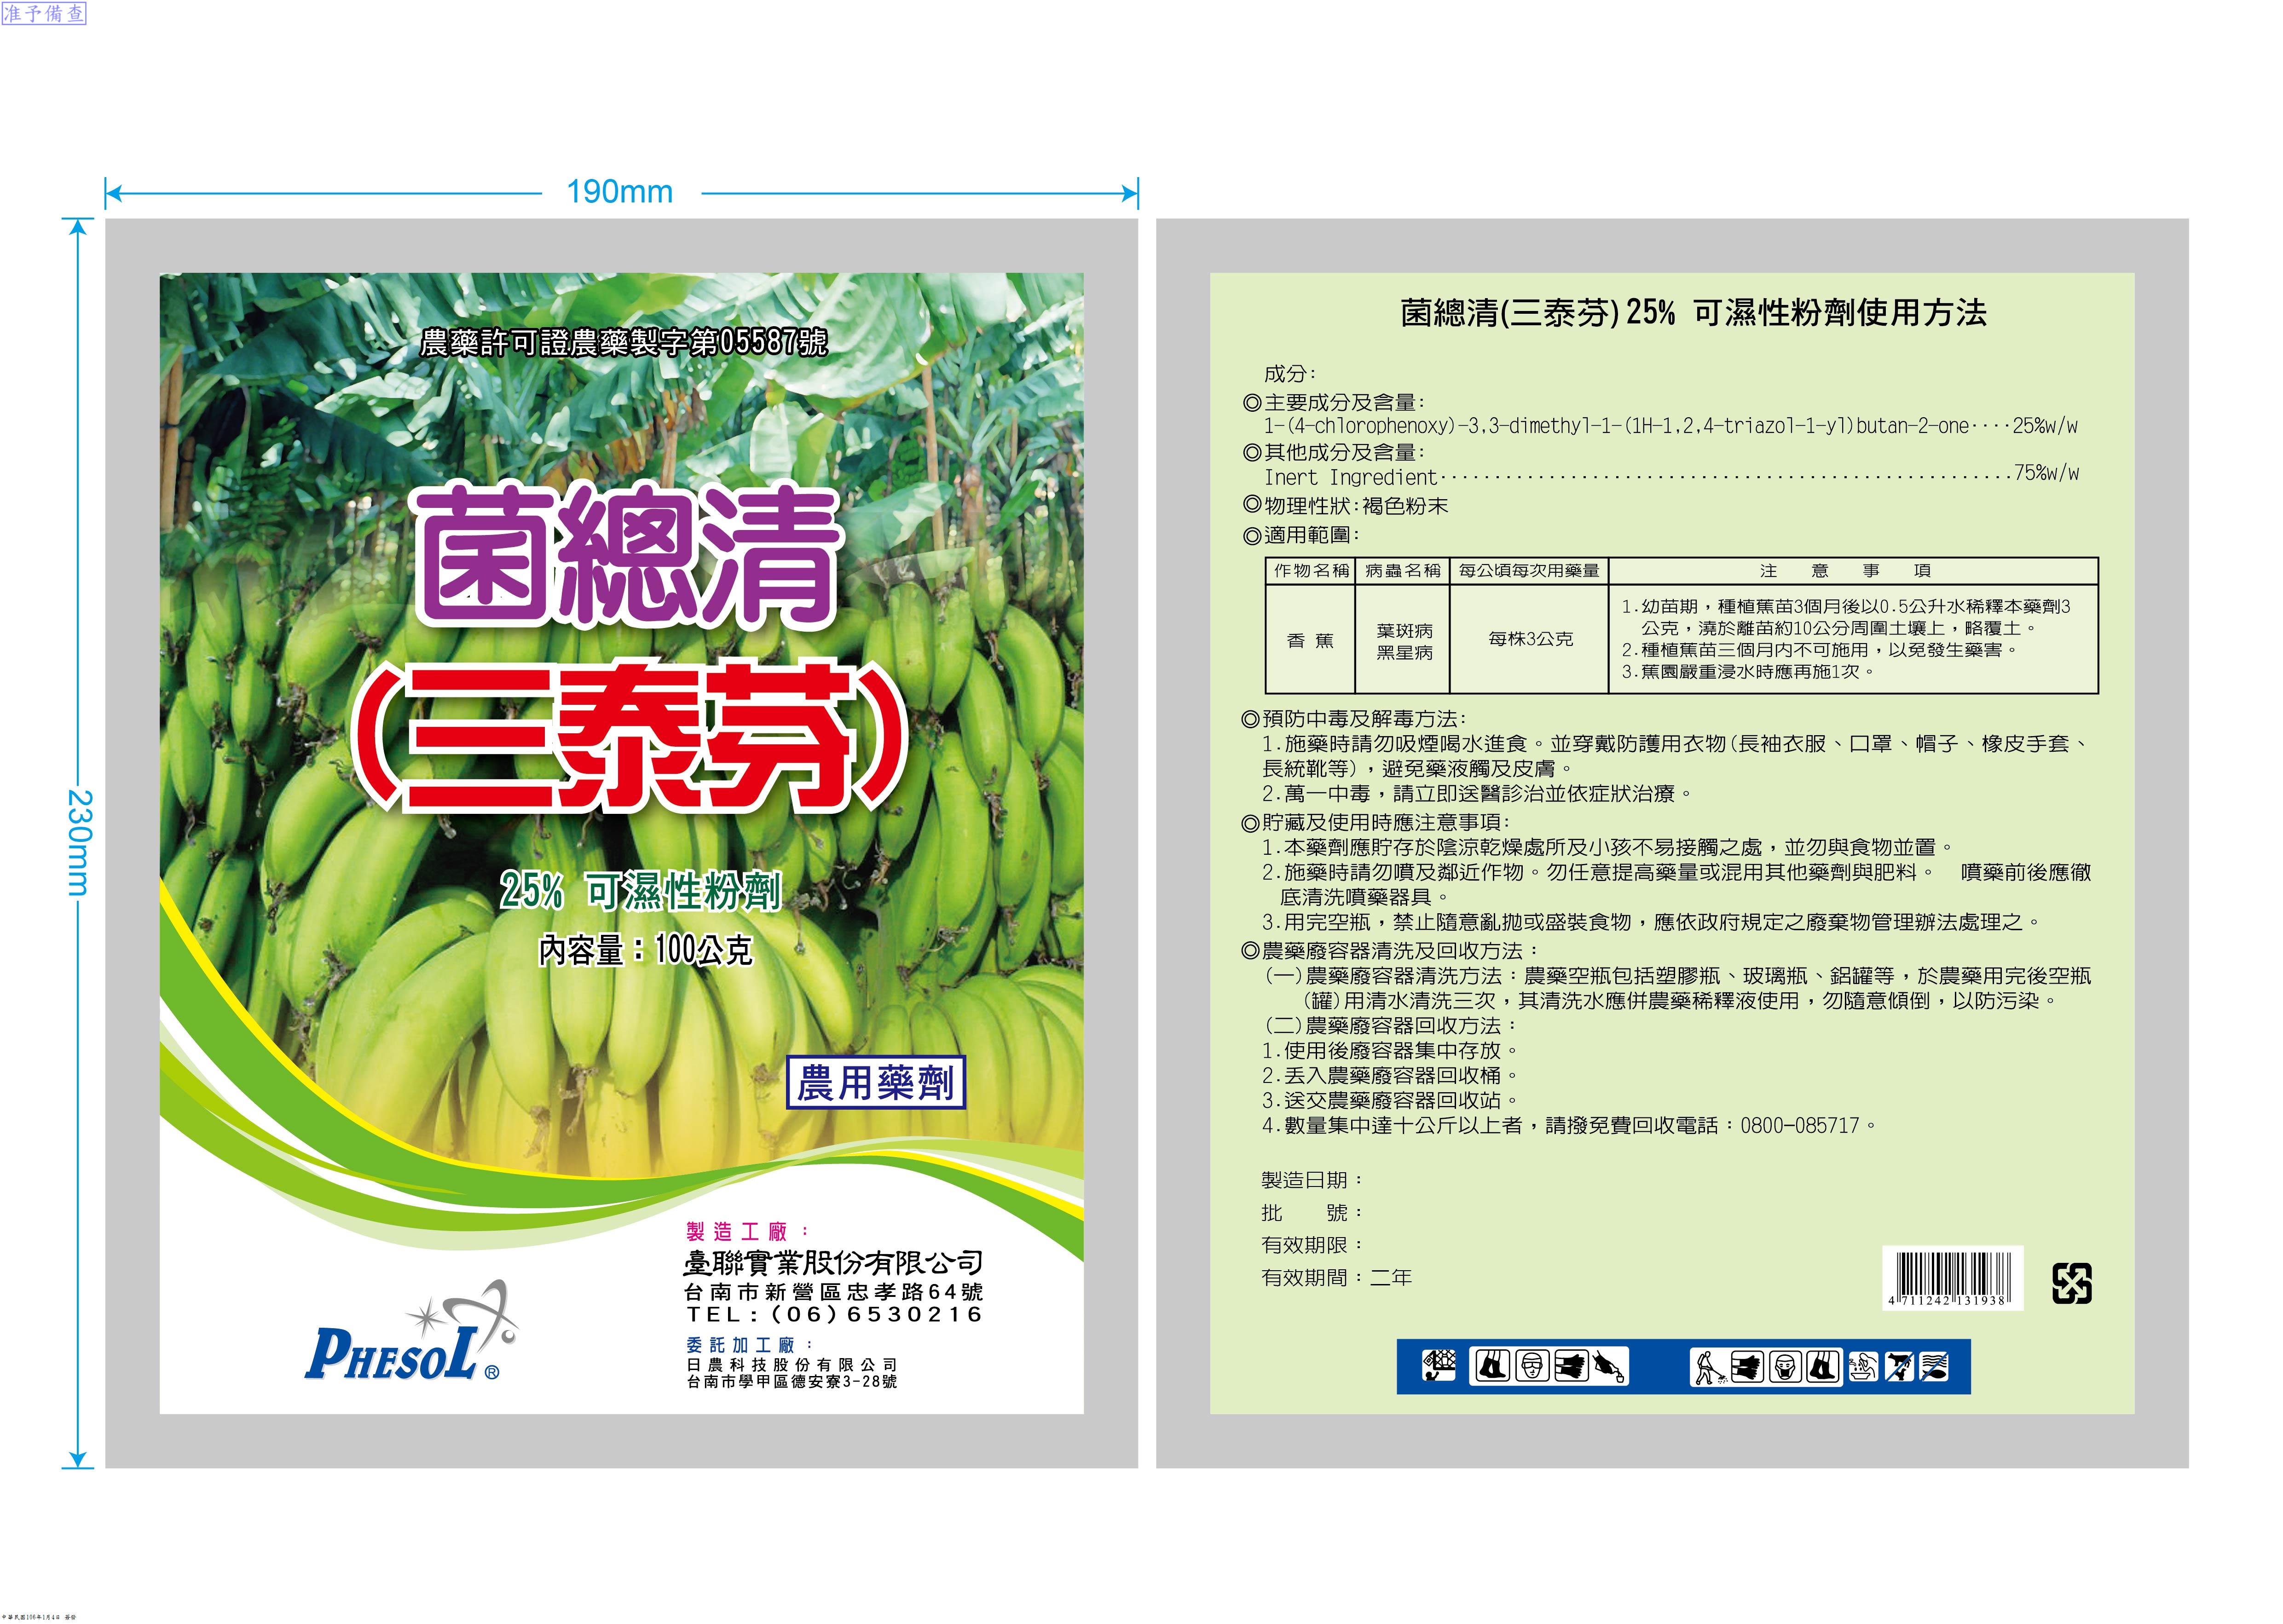 准予備查
190mm
230mm
農藥許可證農藥製字第05587號
菌總清
(三泰芬)
25% 可濕性粉劑
內容量：100公克
農用藥劑
製造工廠：
臺聯實業股份有限公司
台南市新營區忠孝路64號
TEL:(06)6530216
委託加工廠：
日農科技股份有限公司
台南市學甲區德安寮3-28號
PHESOL®
菌總清(三泰芬)25% 可濕性粉劑使用方法
成分:
◎主要成分及含量:
1-(4-chlorophenoxy)-3,3-dimethyl-1-(1H-1,2,4-triazol-1-yl)butan-2-one····25%w/w
◎其他成分及含量:
Inert Ingredient····················································75%w/w
◎物理性狀:褐色粉末
◎適用範圍:
作物名稱 病蟲名稱 每公頃每次用藥量 注 意 事 項
香蕉 葉斑病 黑星病 每株3公克
1.幼苗期，種植蕉苗3個月後以0.5公升水稀釋本藥劑3
公克，澆於離苗約10公分周圍土壤上，略覆土。
2.種植蕉苗三個月內不可施用，以免發生藥害。
3.蕉園嚴重浸水時應再施1次。
◎預防中毒及解毒方法:
1.施藥時請勿吸煙喝水進食。並穿戴防護用衣物(長袖衣服、口罩、帽子、橡皮手套、
長統靴等)，避免藥液觸及皮膚。
2.萬一中毒，請立即送醫診治並依症狀治療。
◎貯藏及使用時應注意事項:
1.本藥劑應貯存於陰涼乾燥處所及小孩不易接觸之處，並勿與食物並置。
2.施藥時請勿噴及鄰近作物。勿任意提高藥量或混用其他藥劑與肥料。 噴藥前後應徹
底清洗噴藥器具。
3.用完空瓶，禁止隨意亂拋或盛裝食物，應依政府規定之廢棄物管理辦法處理之。
◎農藥廢容器清洗及回收方法：
(一)農藥廢容器清洗方法：農藥空瓶包括塑膠瓶、玻璃瓶、鋁罐等，於農藥用完後空瓶
(罐)用清水清洗三次，其清洗水應併農藥稀釋液使用，勿隨意傾倒，以防污染。
(二)農藥廢容器回收方法：
1.使用後廢容器集中存放。
2.丟入農藥廢容器回收桶。
3.送交農藥廢容器回收站。
4.數量集中達十公斤以上者，請撥免費回收電話：0800-085717。
製造日期：
批　　號：
有效期限：
有效期間：二年
4 711242 131938
中華民國106年1月4日 簽發